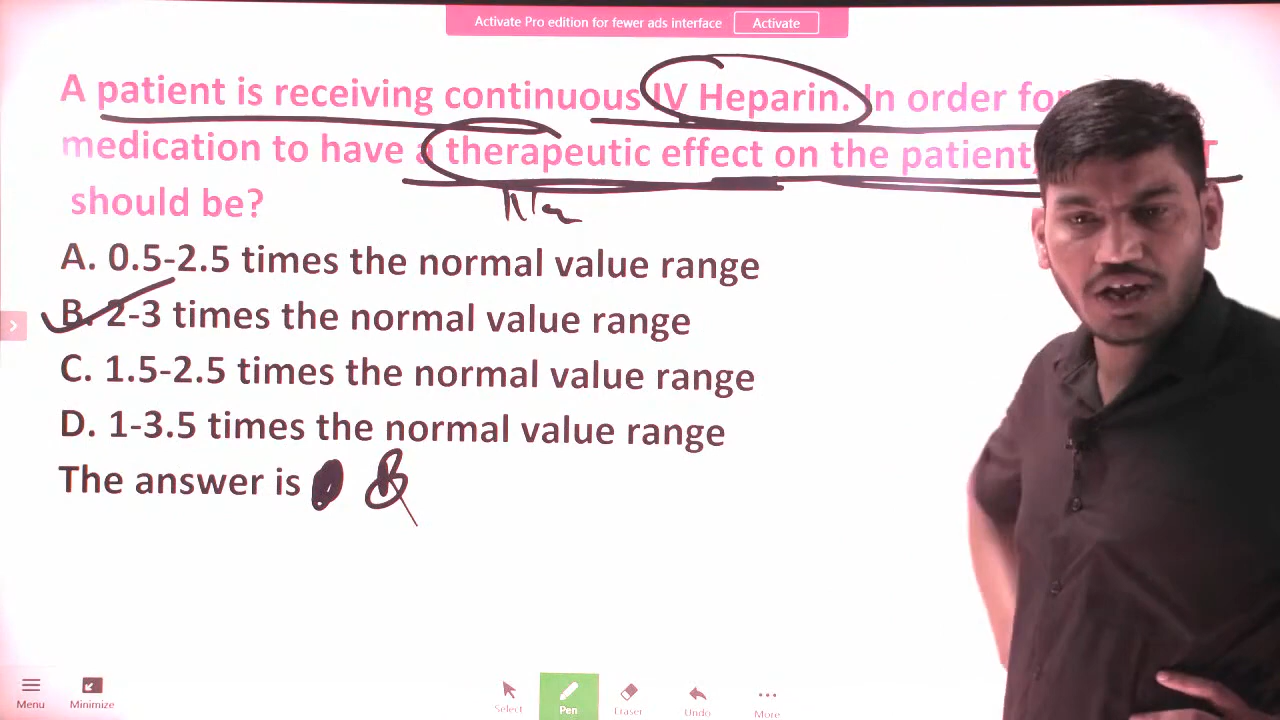 Activate Pro edition for fewer ads interface Activate
A patient is receiving continuous IV Heparin. In order for
medication to have a therapeutic effect on the patient,
should be?
A. 0.5-2.5 times the normal value range
B. 2-3 times the normal value range
C. 1.5-2.5 times the normal value range
D. 1-3.5 times the normal value range
The answer is
Menu Minimize Select Pen Eraser Undo More